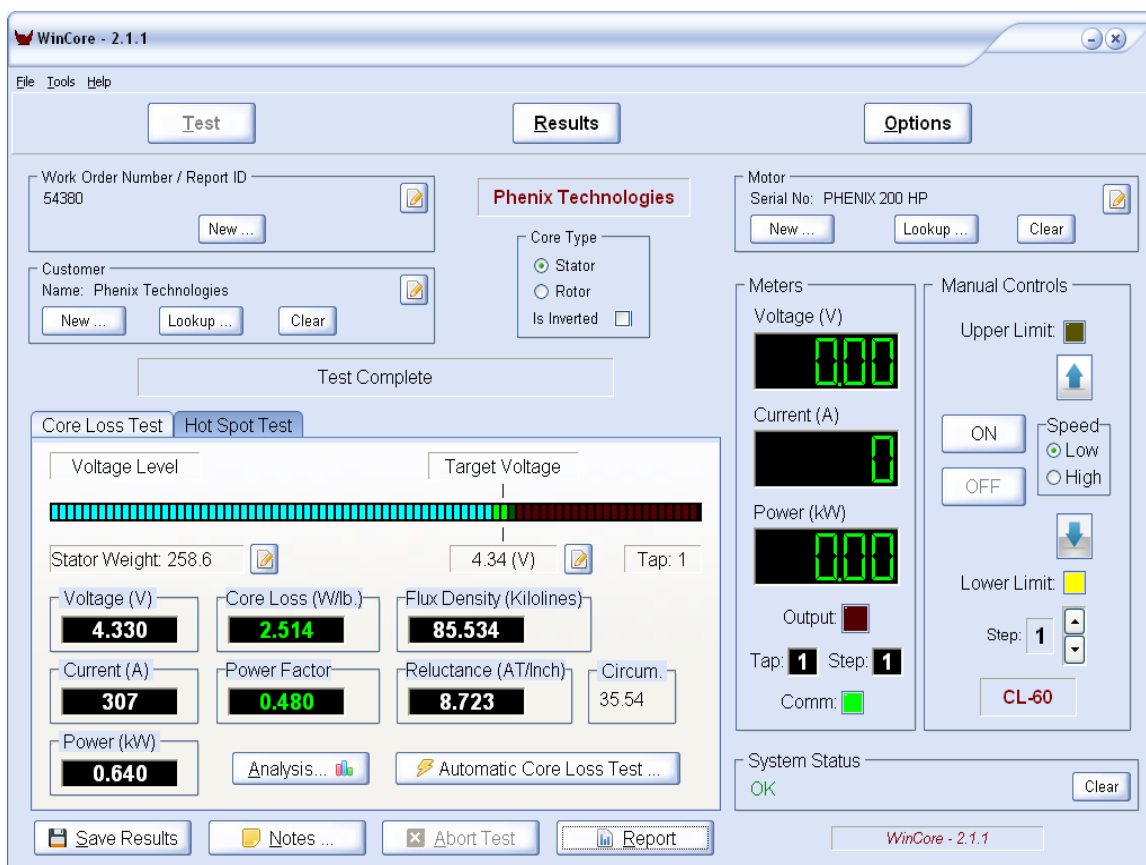 WinCore - 2.1.1
File Tools Help
Test
Results
Options
Work Order Number / Report ID
54380
New ...
Customer
Name: Phenix Technologies
New ...
Lookup ...
Clear
Phenix Technologies
Core Type
Stator
Rotor
Is Inverted
Motor
Serial No: PHENIX 200 HP
New ...
Lookup ...
Clear
Test Complete
Core Loss Test
Hot Spot Test
Voltage Level
Target Voltage
Stator Weight: 258.6
4.34 (V)
Tap: 1
Voltage (V)
4.330
Core Loss (W/lb.)
2.514
Flux Density (Kilolines)
85.534
Current (A)
307
Power Factor
0.480
Reluctance (AT/Inch)
8.723
Circum.
35.54
Power (kW)
0.640
Analysis...
Automatic Core Loss Test ...
Save Results
Notes ...
Abort Test
Report
Meters
Voltage (V)
0.00
Current (A)
0
Power (kW)
0.00
Output:
Tap: 1 Step: 1
Comm:
Manual Controls
Upper Limit:
ON
OFF
Speed
Low
High
Lower Limit:
Step: 1
CL-60
System Status
OK
Clear
WinCore - 2.1.1